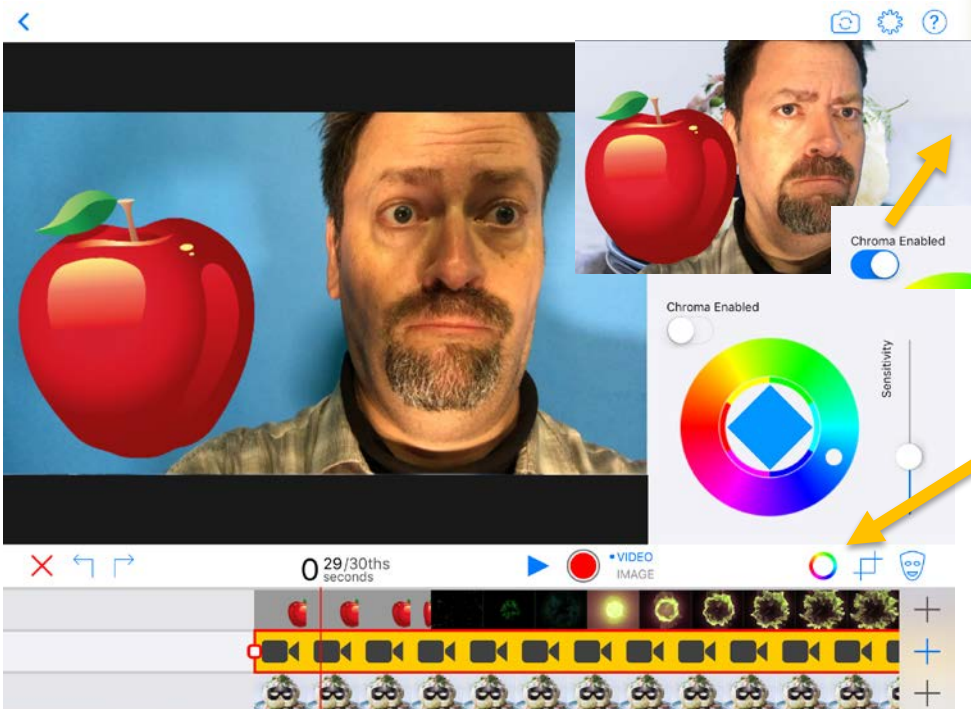 ?
Chroma Enabled
Chroma Enabled
Sensitivity
0 29/30ths
seconds
• VIDEO
IMAGE